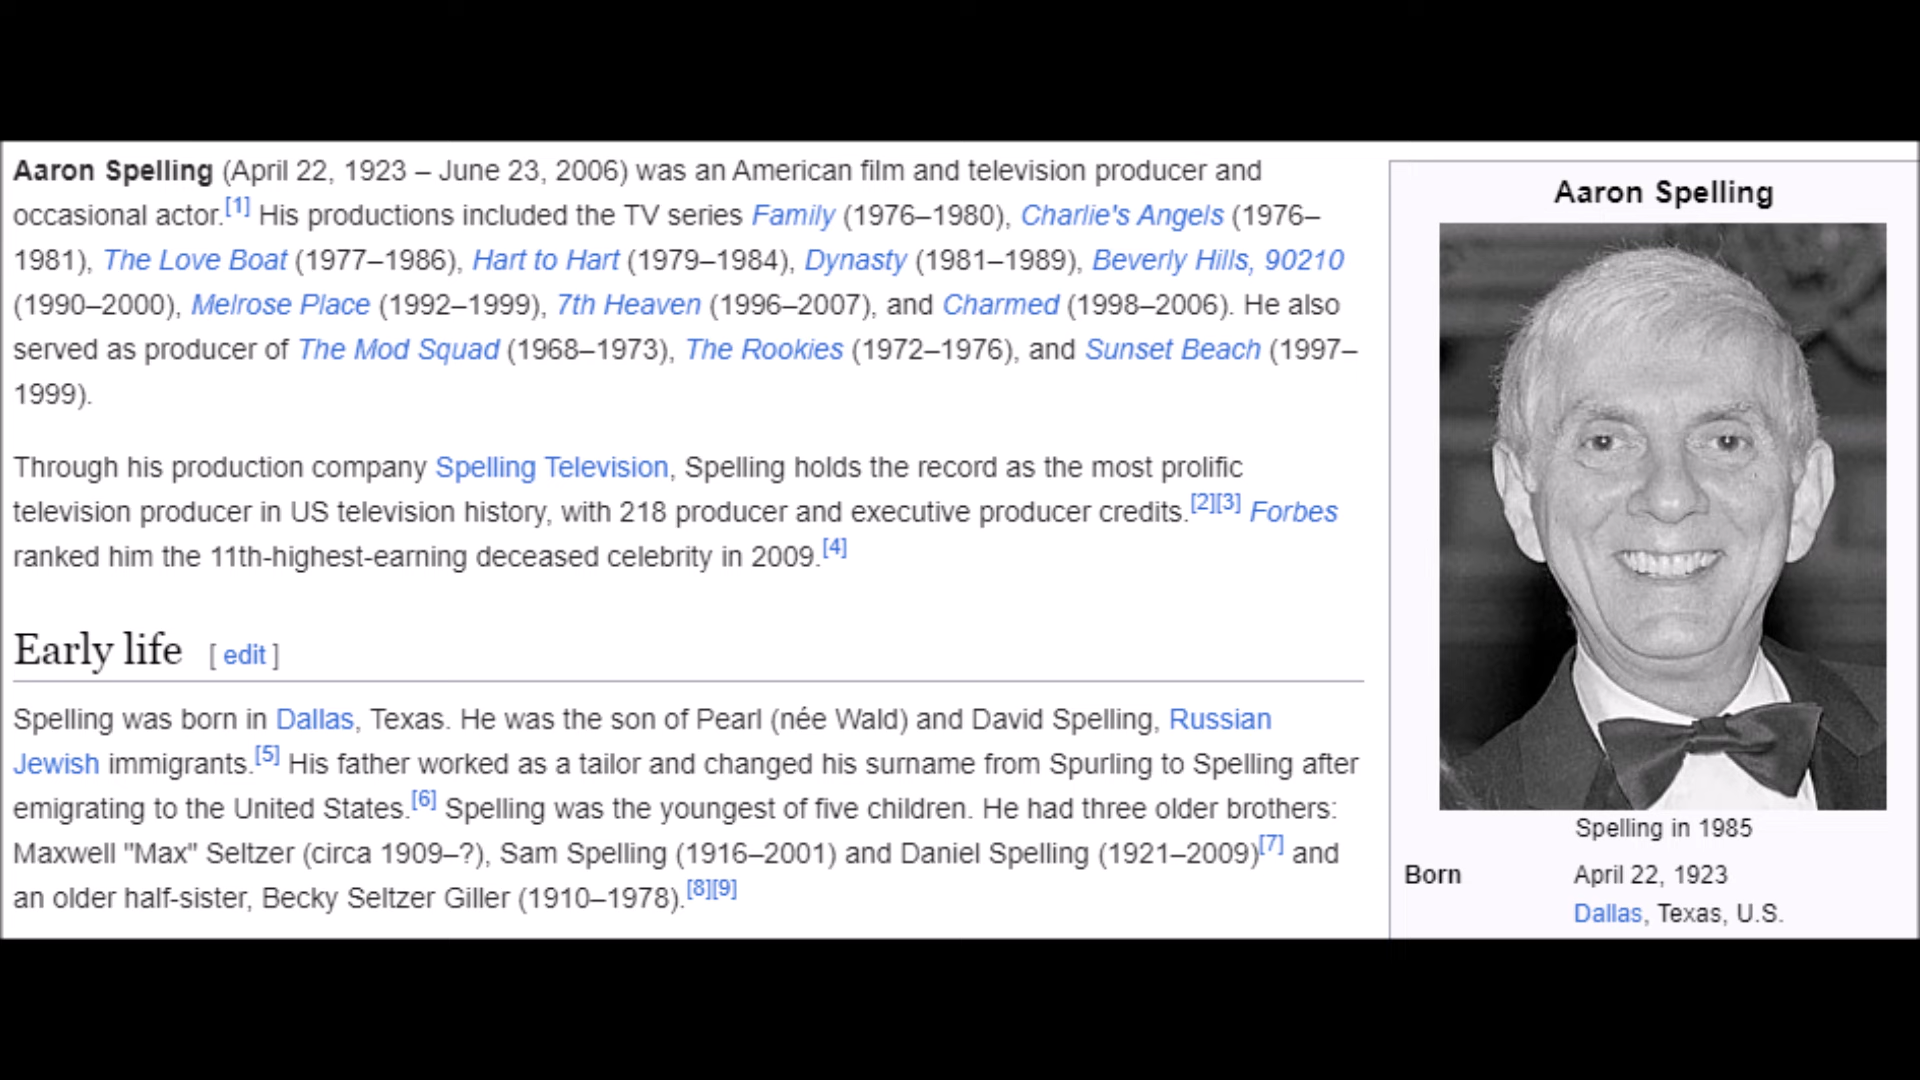 Aaron Spelling (April 22, 1923 – June 23, 2006) was an American film and television producer and
occasional actor.[1] His productions included the TV series Family (1976–1980), Charlie's Angels (1976–
1981), The Love Boat (1977–1986), Hart to Hart (1979–1984), Dynasty (1981–1989), Beverly Hills, 90210
(1990–2000), Melrose Place (1992–1999), 7th Heaven (1996–2007), and Charmed (1998–2006). He also
served as producer of The Mod Squad (1968–1973), The Rookies (1972–1976), and Sunset Beach (1997–
1999).
Through his production company Spelling Television, Spelling holds the record as the most prolific
television producer in US television history, with 218 producer and executive producer credits.[2][3] Forbes
ranked him the 11th-highest-earning deceased celebrity in 2009.[4]
Early life [ edit ]
Spelling was born in Dallas, Texas. He was the son of Pearl (née Wald) and David Spelling, Russian
Jewish immigrants.[5] His father worked as a tailor and changed his surname from Spurling to Spelling after
emigrating to the United States.[6] Spelling was the youngest of five children. He had three older brothers:
Maxwell "Max" Seltzer (circa 1909–?), Sam Spelling (1916–2001) and Daniel Spelling (1921–2009)[7] and
an older half-sister, Becky Seltzer Giller (1910–1978).[8][9]
Aaron Spelling
Spelling in 1985
Born April 22, 1923
Dallas, Texas, U.S.